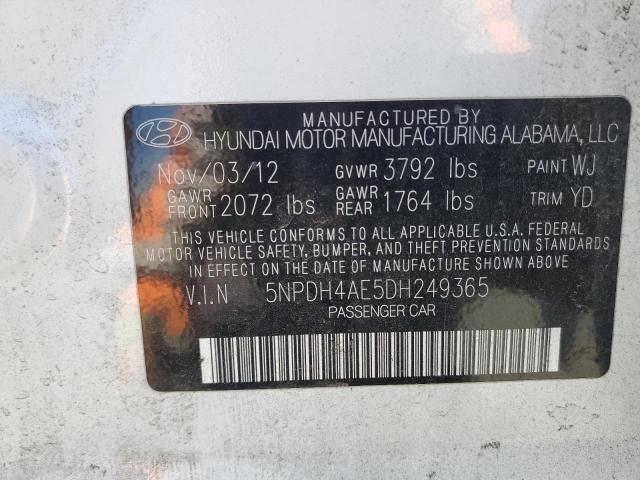 MANUFACTURED BY
HYUNDAI MOTOR MANUFACTURING ALABAMA, LLC
Nov/03/12 GVWR 3792 lbs PAINT WJ
GAWR FRONT 2072 lbs GAWR REAR 1764 lbs TRIM YD
THIS VEHICLE CONFORMS TO ALL APPLICABLE U.S.A. FEDERAL
MOTOR VEHICLE SAFETY, BUMPER, AND THEFT PREVENTION STANDARDS
IN EFFECT ON THE DATE OF MANUFACTURE SHOWN ABOVE.
V.I.N 5NPDH4AE5DH249365
PASSENGER CAR